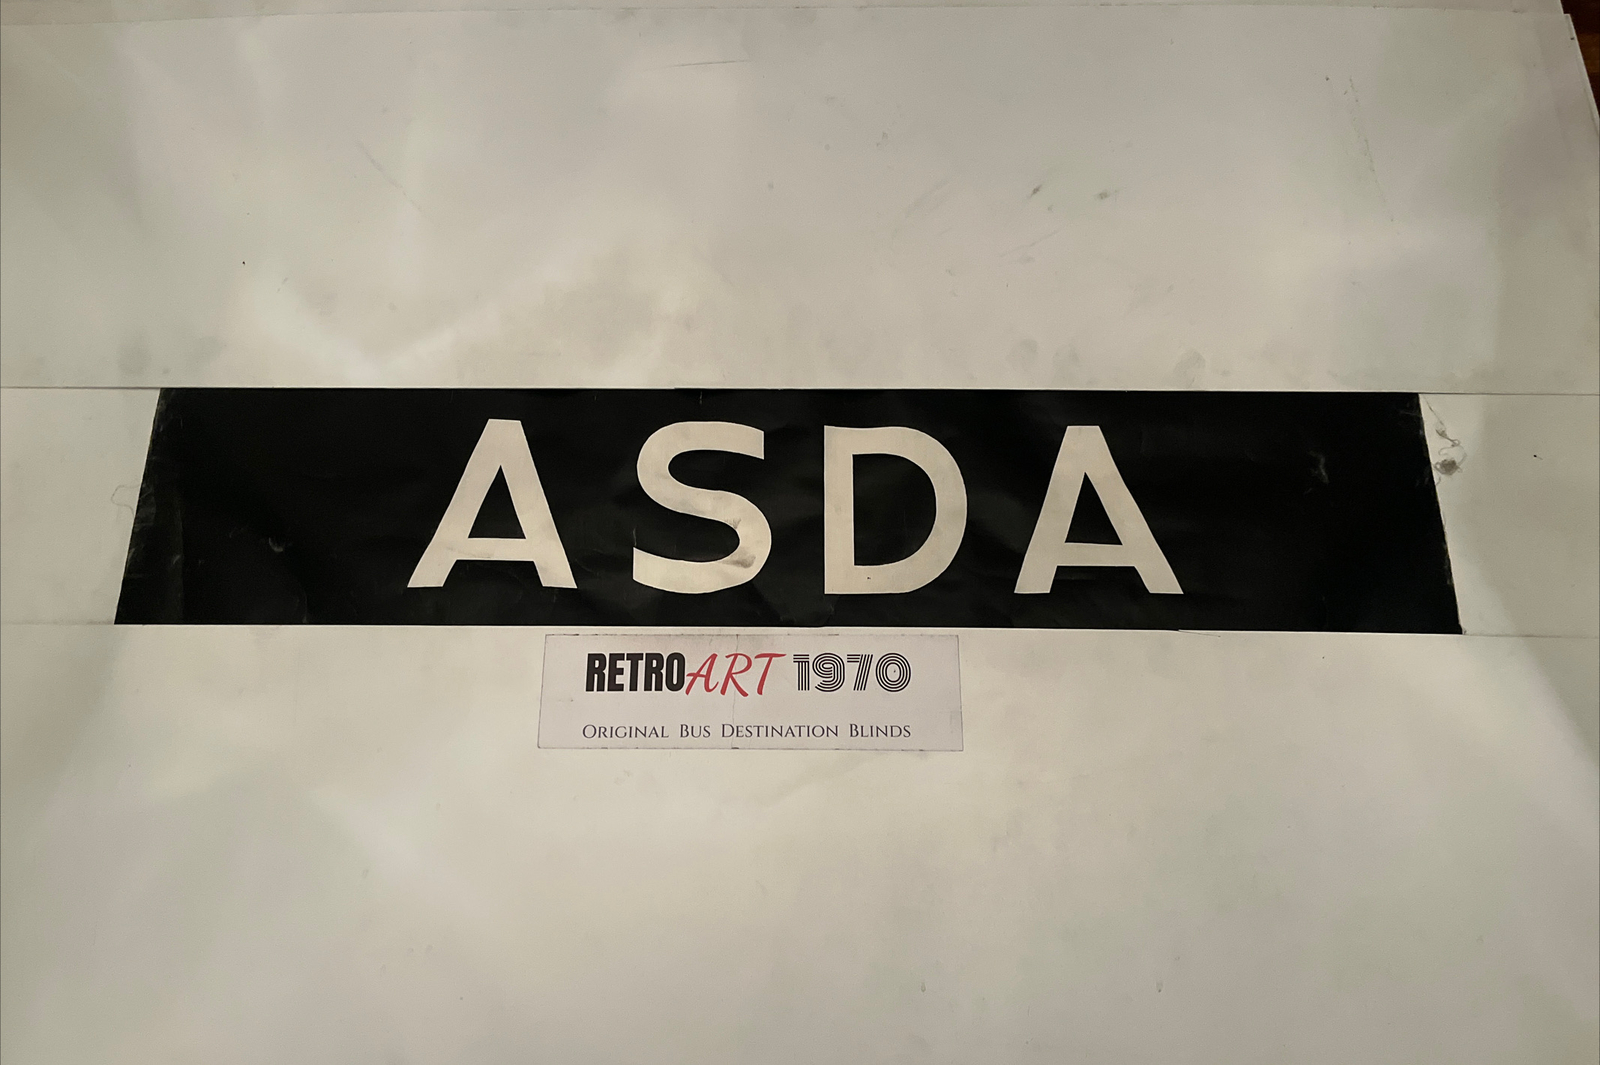 ASDA
RETROART 1970
Original Bus Destination Blinds